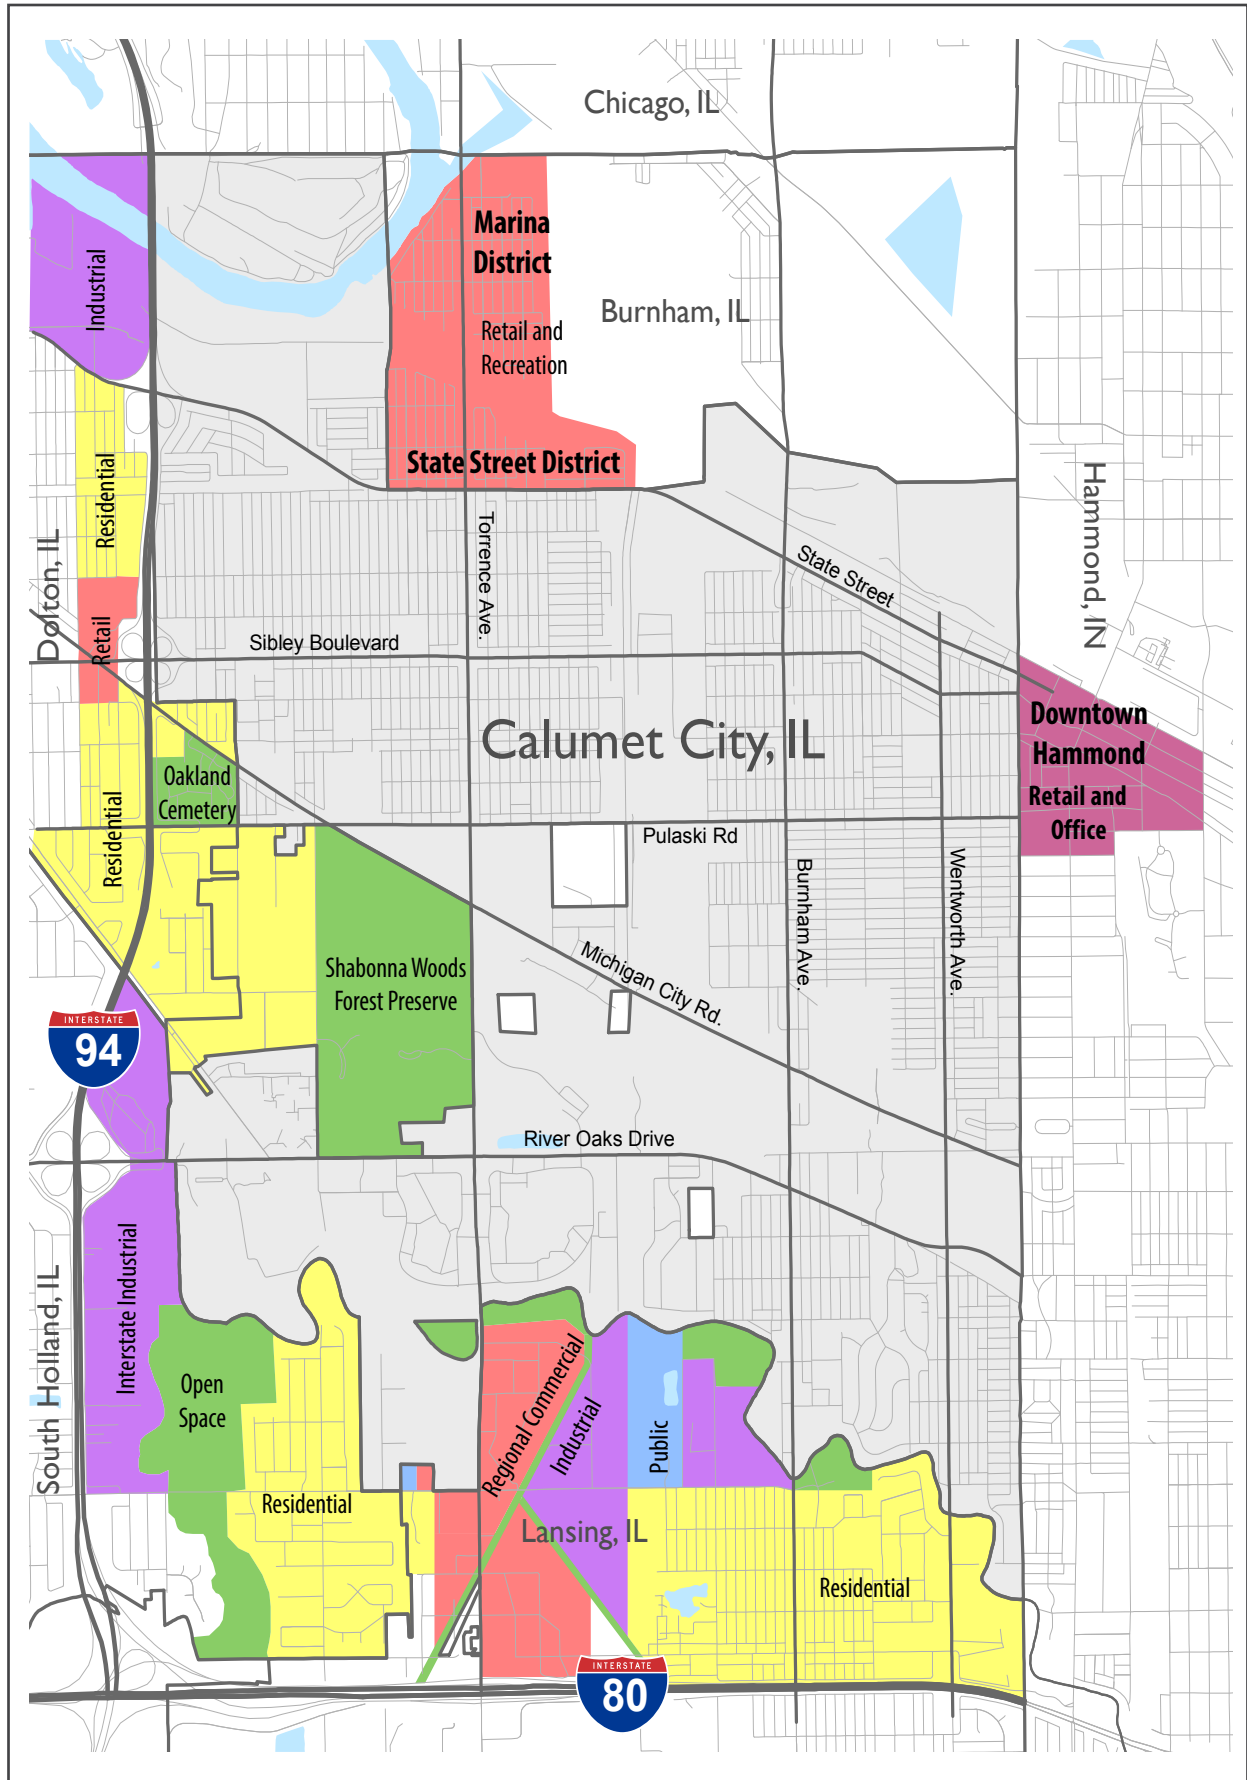 Chicago, IL
Marina
District
Industrial
Burnham, IL
Retail and
Recreation
State Street District
Residential
Hammond, IN
Dolton, IL
Torrence Ave.
State Street
Retail
Sibley Boulevard
Calumet City, IL
Downtown
Hammond
Retail and
Office
Oakland
Cemetery
Residential
Pulaski Rd
Burnham Ave.
Wentworth Ave.
Shabonna Woods
Forest Preserve
Michigan City Rd.
INTERSTATE
94
River Oaks Drive
South Holland, IL
Interstate Industrial
Open
Space
Regional Commercial
Industrial
Public
Residential
Lansing, IL
Residential
INTERSTATE
80